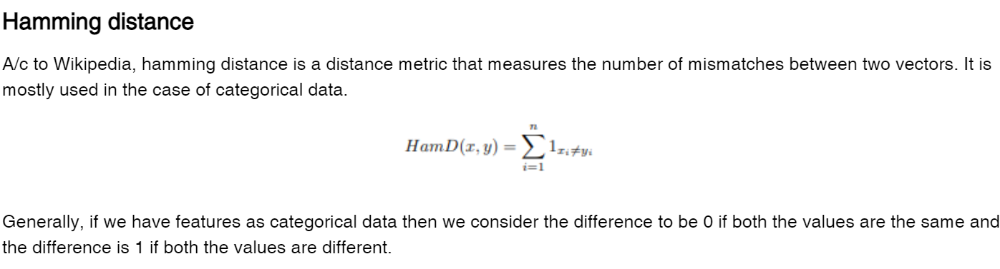 Hamming distance
A/c to Wikipedia, hamming distance is a distance metric that measures the number of mismatches between two vectors. It is
mostly used in the case of categorical data.
HamD(x, y) = \sum_{i=1}^{n} 1_{x_i \neq y_i}
Generally, if we have features as categorical data then we consider the difference to be 0 if both the values are the same and
the difference is 1 if both the values are different.